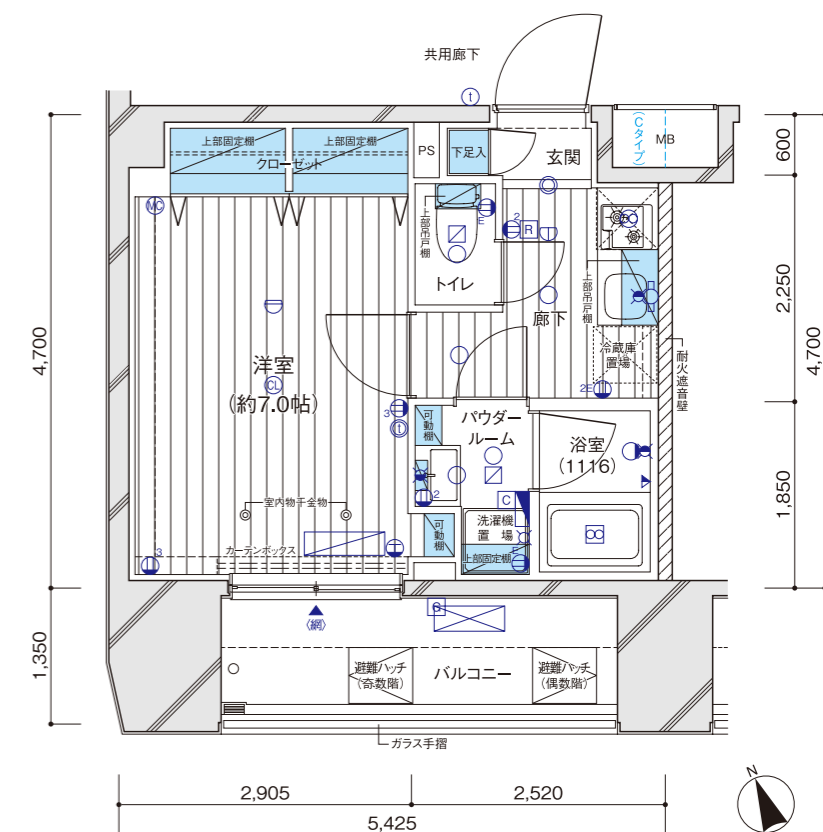 共用廊下
t
上部固定棚
上部固定棚
クローゼット
PS
下足入
玄関
(Cタイプ)
MB
600
MC
上部吊戸棚
E
2
R
トイレ
廊下
上部吊戸棚
2,250
4,700
4,700
洋室
(約7.0帖)
CL
冷蔵庫
置場
2E
耐火遮音壁
3
t
可動棚
パウダー
ルーム
浴室
(1116)
2
C
1,850
室内物干金物
洗濯機
置場
可動棚
カーテンボックス
上部固定棚
E
3
〈網〉
G
1,350
避難ハッチ
(奇数階)
バルコニー
避難ハッチ
(偶数階)
ガラス手摺
2,905
2,520
5,425
N